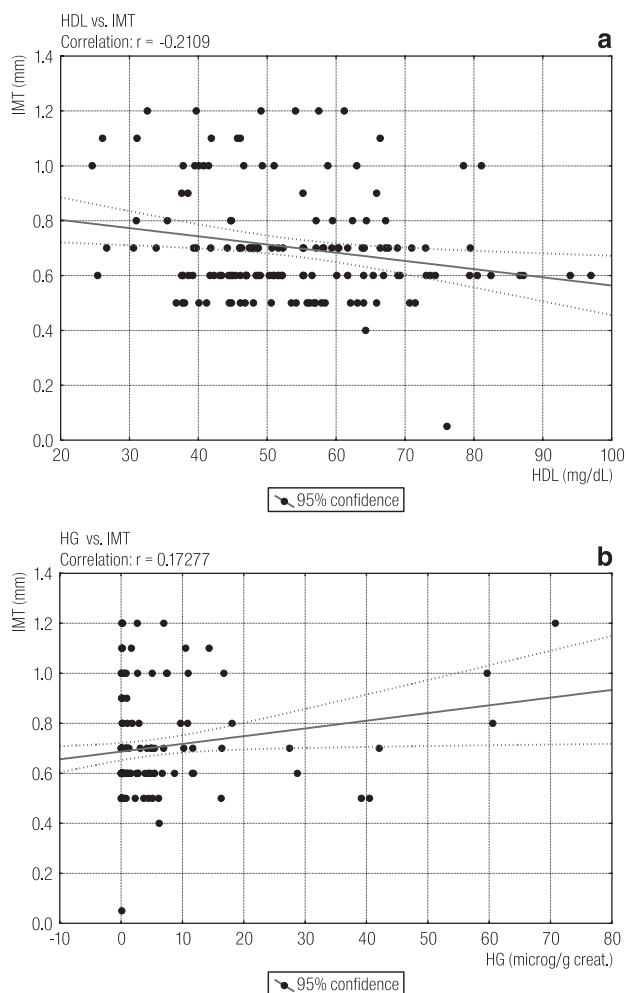 HDL vs. IMT
Correlation: r = -0.2109
a
IMT (mm)
1.4
1.2
1.0
0.8
0.6
0.4
0.2
0.0
20 30 40 50 60 70 80 90 100
HDL (mg/dL)
95% confidence
HG vs. IMT
Correlation: r = 0.17277
b
IMT (mm)
1.4
1.2
1.0
0.8
0.6
0.4
0.2
0.0
-10 0 10 20 30 40 50 60 70 80
HG (microg/g creat.)
95% confidence